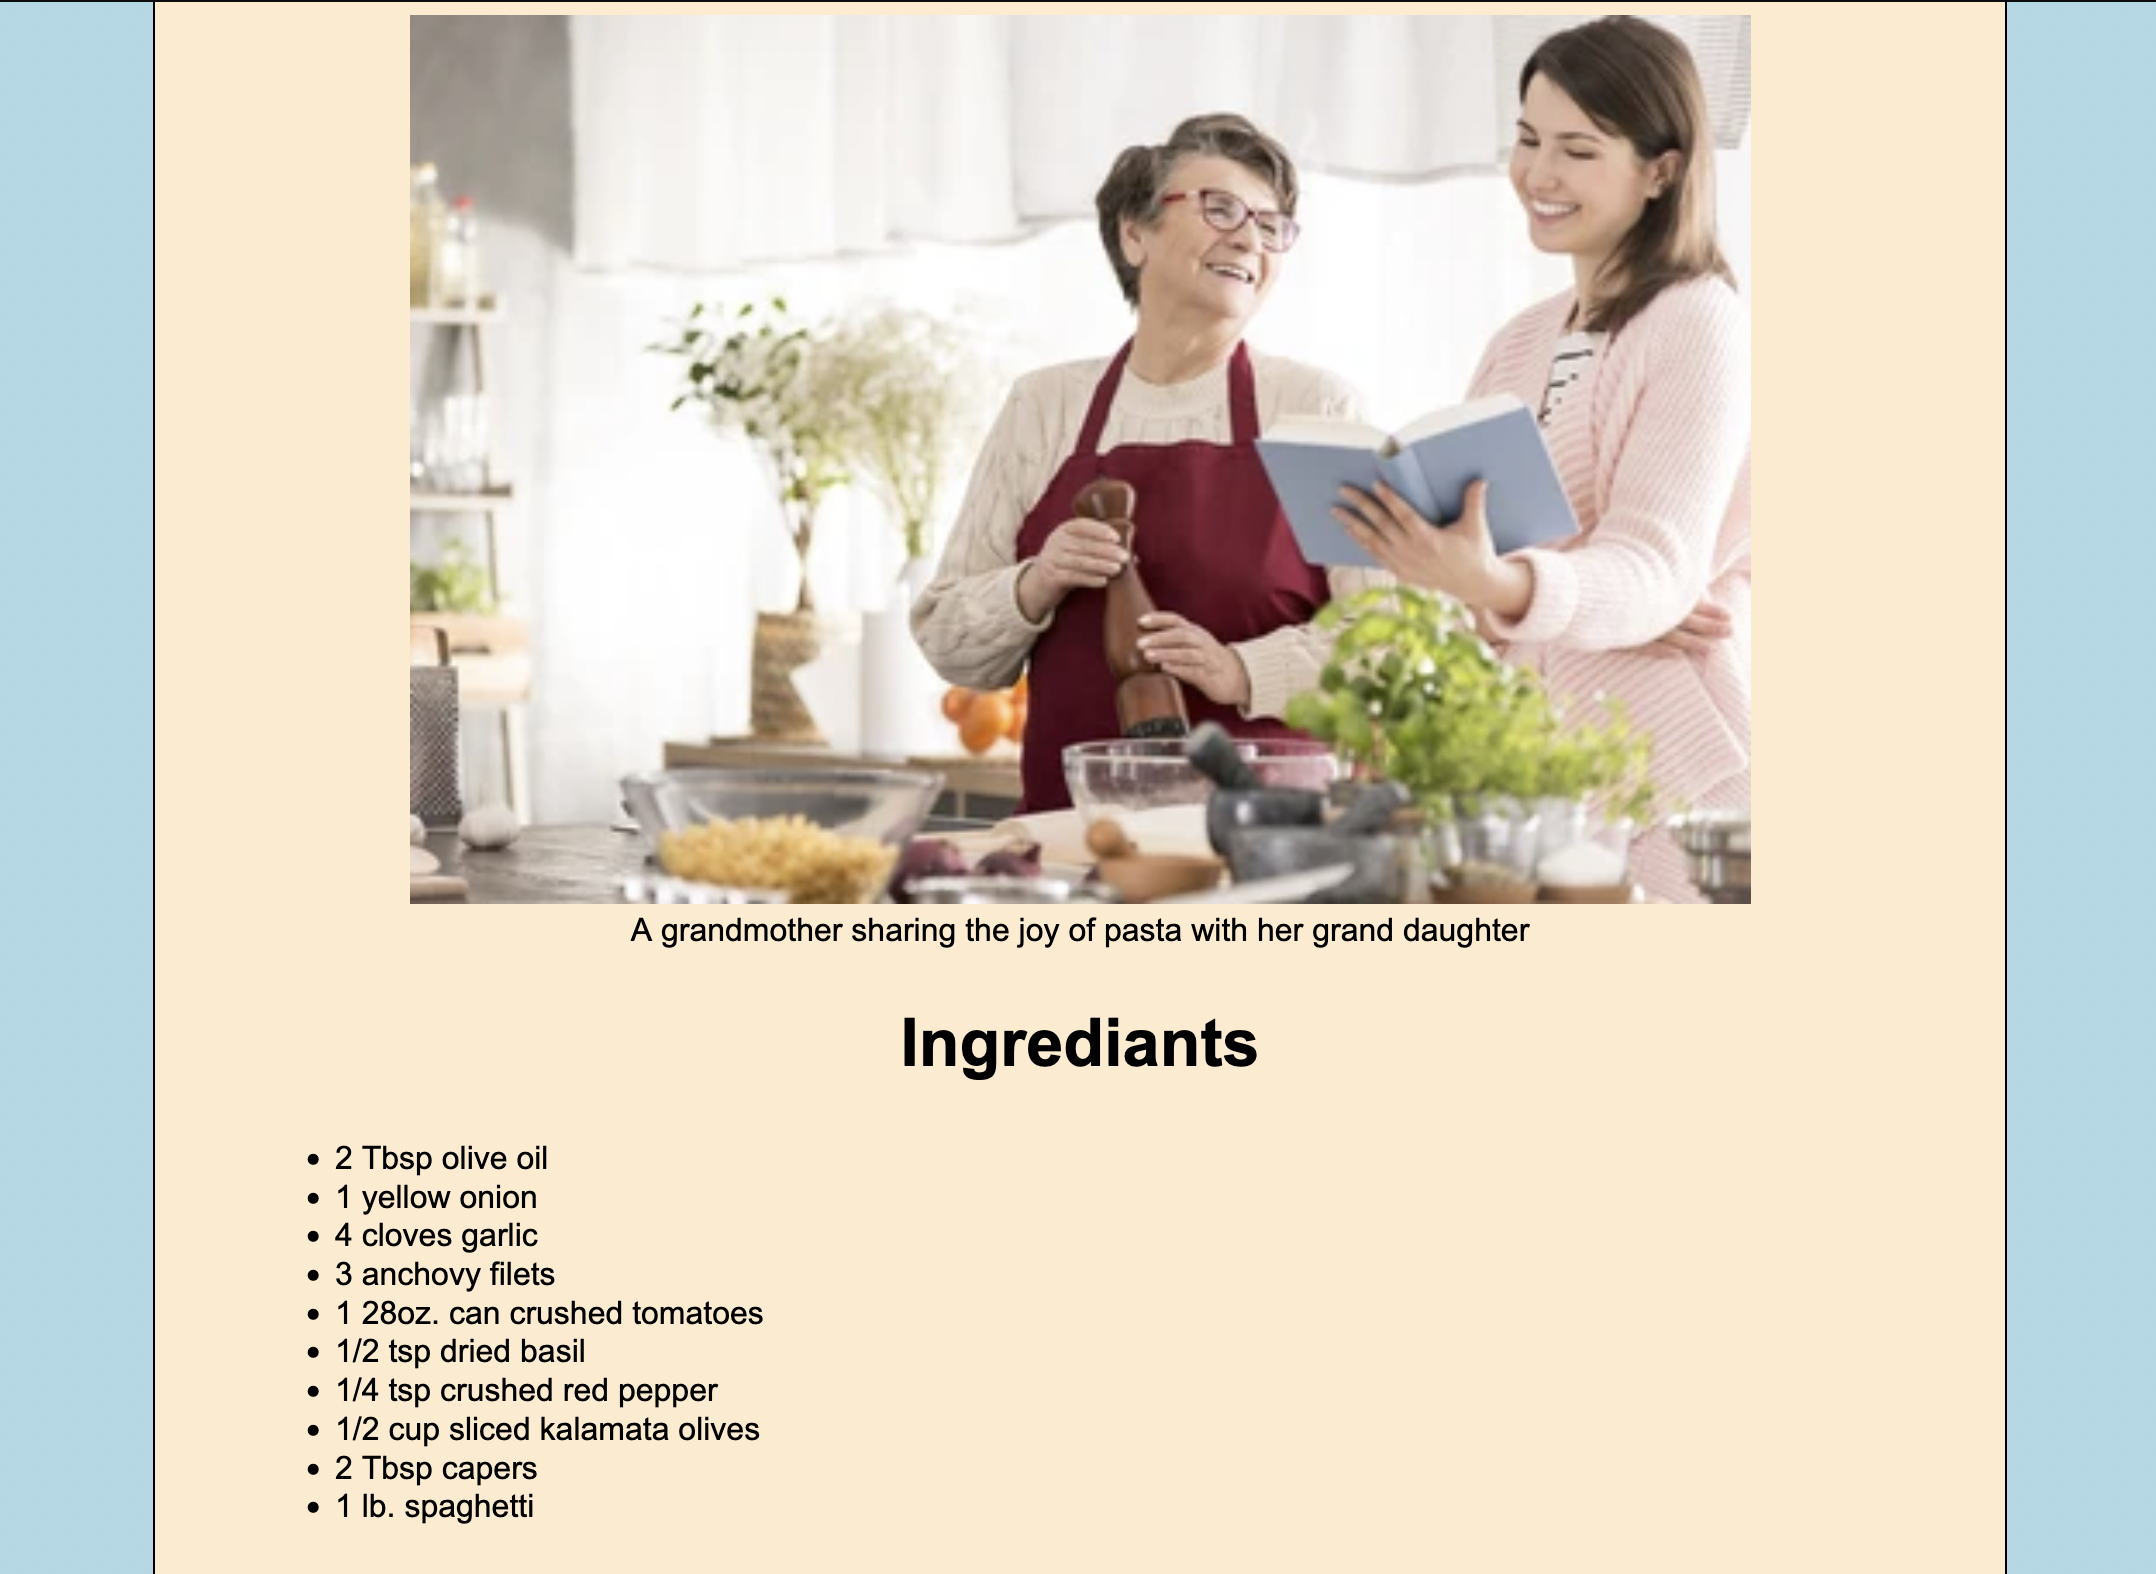 A grandmother sharing the joy of pasta with her grand daughter
Ingrediants
2 Tbsp olive oil
1 yellow onion
4 cloves garlic
3 anchovy filets
1 28oz. can crushed tomatoes
1/2 tsp dried basil
1/4 tsp crushed red pepper
1/2 cup sliced kalamata olives
2 Tbsp capers
1 lb. spaghetti